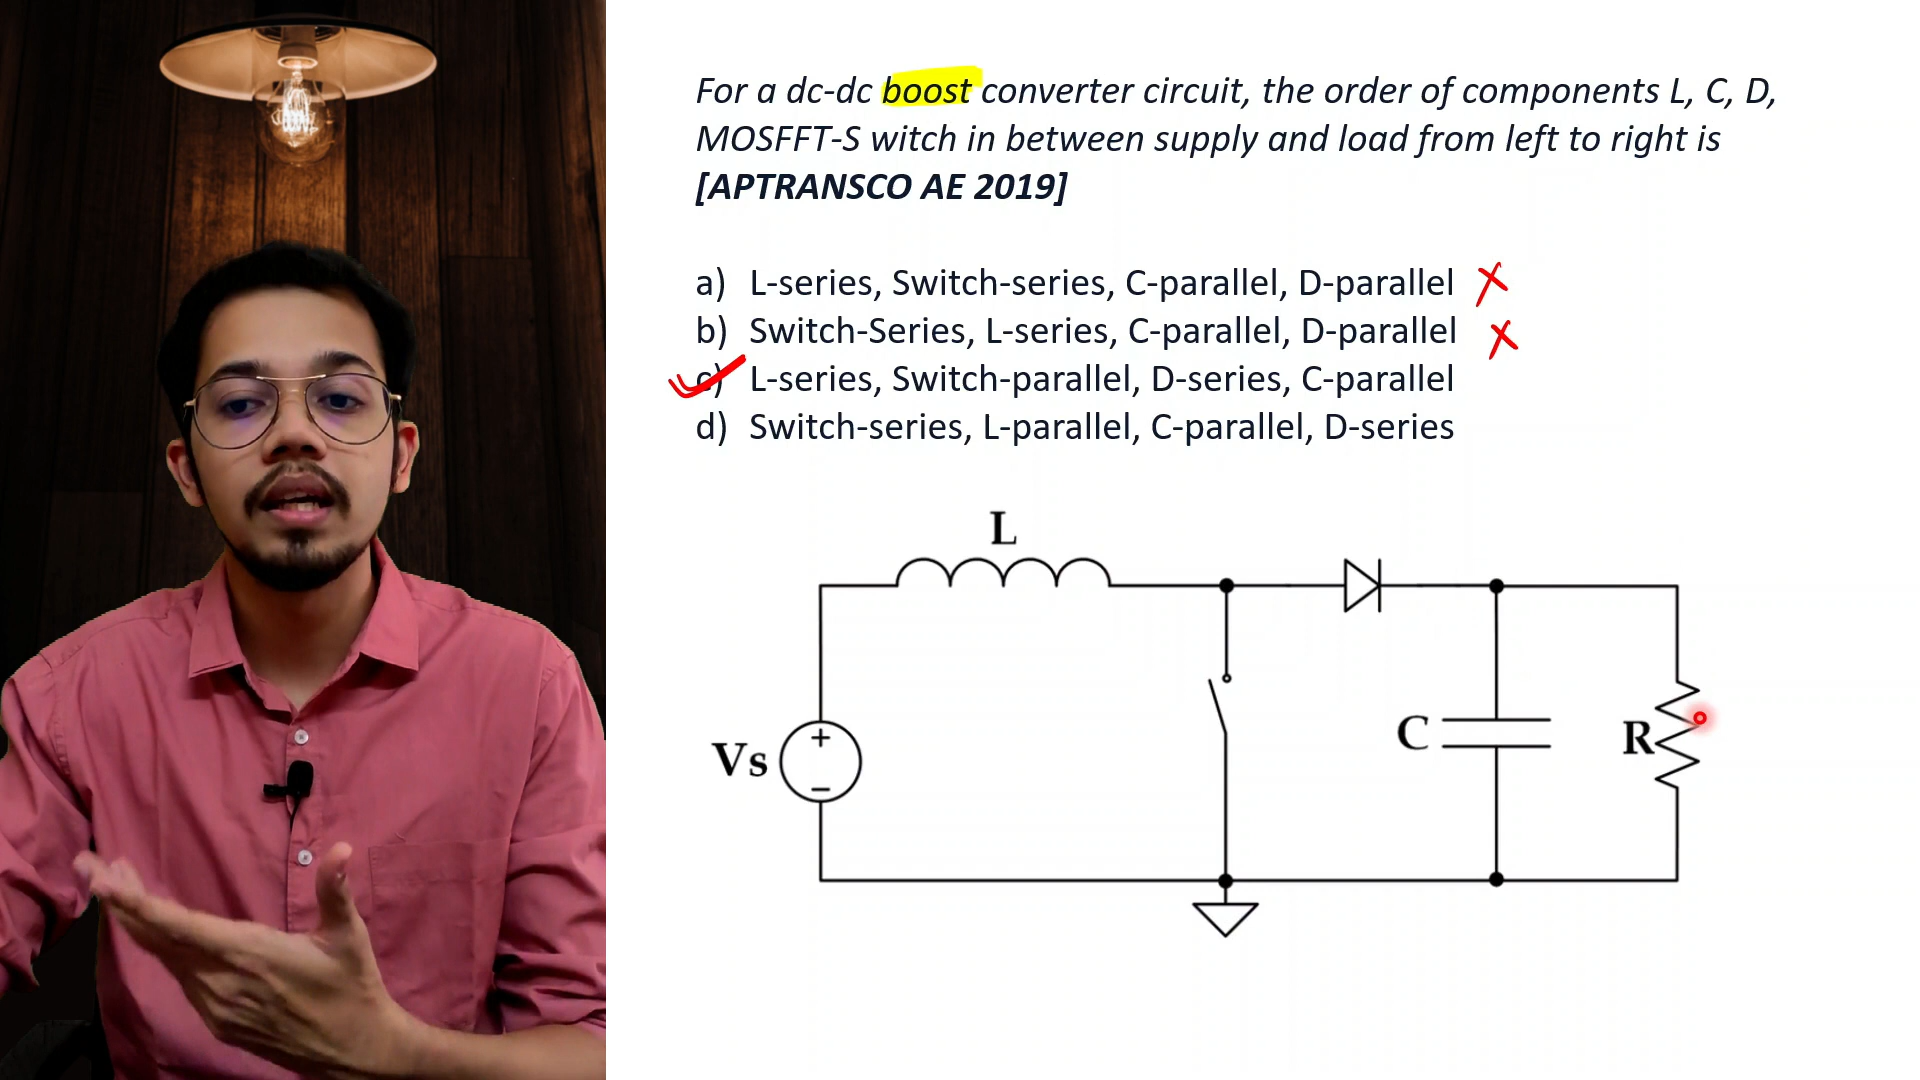 For a dc-dc boost converter circuit, the order of components L, C, D,
MOSFFT-S witch in between supply and load from left to right is
[APTRANSCO AE 2019]
a) L-series, Switch-series, C-parallel, D-parallel
b) Switch-Series, L-series, C-parallel, D-parallel
c) L-series, Switch-parallel, D-series, C-parallel
d) Switch-series, L-parallel, C-parallel, D-series
L
Vs
+
−
C
R